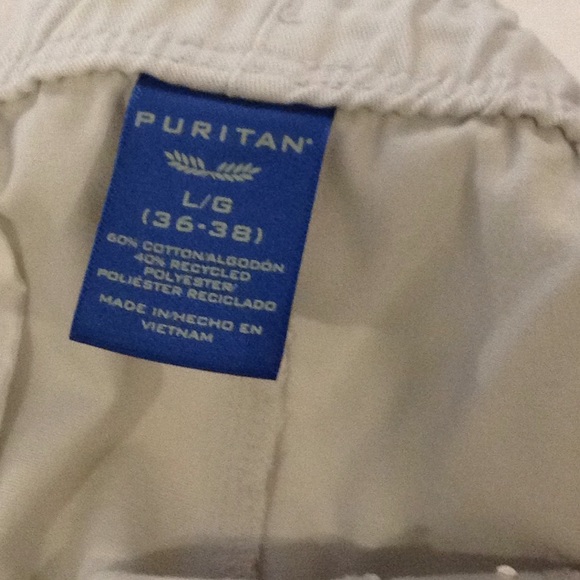 PURITAN®
L/G
(36-38)
60% COTTON/ALGODÓN
40% RECYCLED
POLYESTER/
POLIÉSTER RECICLADO
MADE IN/HECHO EN
VIETNAM